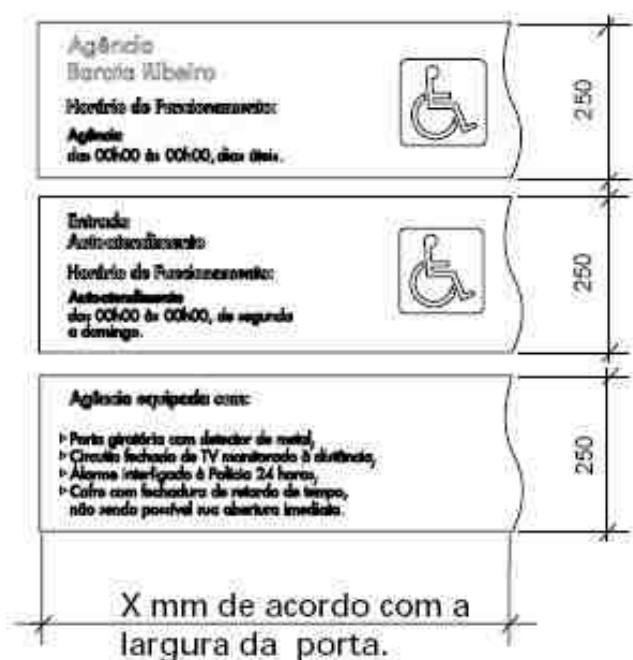 Agência
Barata Ribeiro
Horário de Funcionamento:
Agência
das 00h00 às 00h00, dias úteis.
250
Entrada
Autoatendimento
Horário de Funcionamento:
Autoatendimento
das 00h00 às 00h00, de segunda
a domingo.
250
Agência equipada com:
Porta giratória com detector de metal,
Circuito fechado de TV monitorado à distância,
Alarme interligado à Polícia 24 horas,
Cofre com fechadura de retardo de tempo,
não sendo possível sua abertura imediata.
250
X mm de acordo com a
largura da porta.